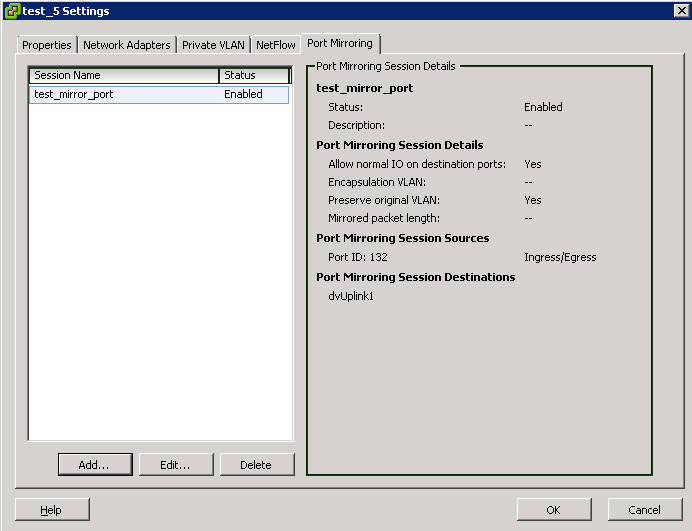 test_5 Settings
Properties Network Adapters Private VLAN NetFlow Port Mirroring
Session Name Status
test_mirror_port Enabled
Port Mirroring Session Details
test_mirror_port
Status: Enabled
Description: --
Port Mirroring Session Details
Allow normal IO on destination ports: Yes
Encapsulation VLAN: --
Preserve original VLAN: Yes
Mirrored packet length: --
Port Mirroring Session Sources
Port ID: 132 Ingress/Egress
Port Mirroring Session Destinations
dvUplink1
Add... Edit... Delete
Help OK Cancel